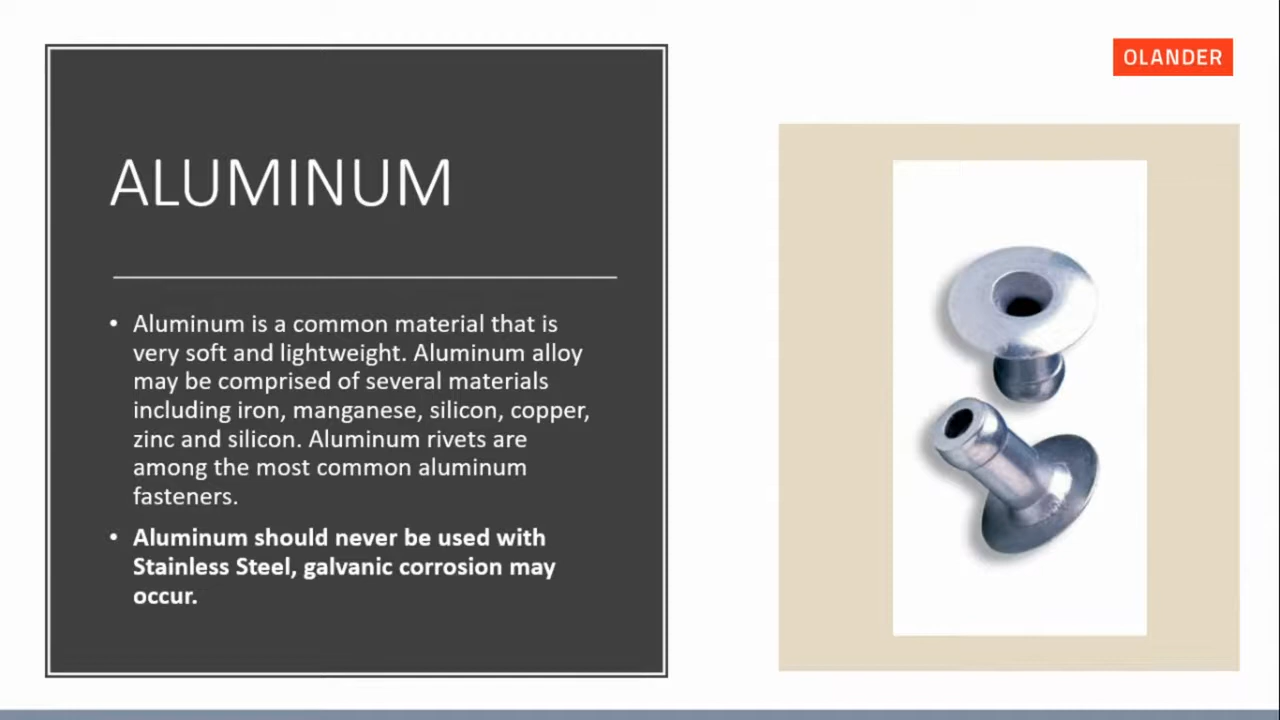 OLANDER
ALUMINUM
• Aluminum is a common material that is
very soft and lightweight. Aluminum alloy
may be comprised of several materials
including iron, manganese, silicon, copper,
zinc and silicon. Aluminum rivets are
among the most common aluminum
fasteners.
• Aluminum should never be used with
Stainless Steel, galvanic corrosion may
occur.